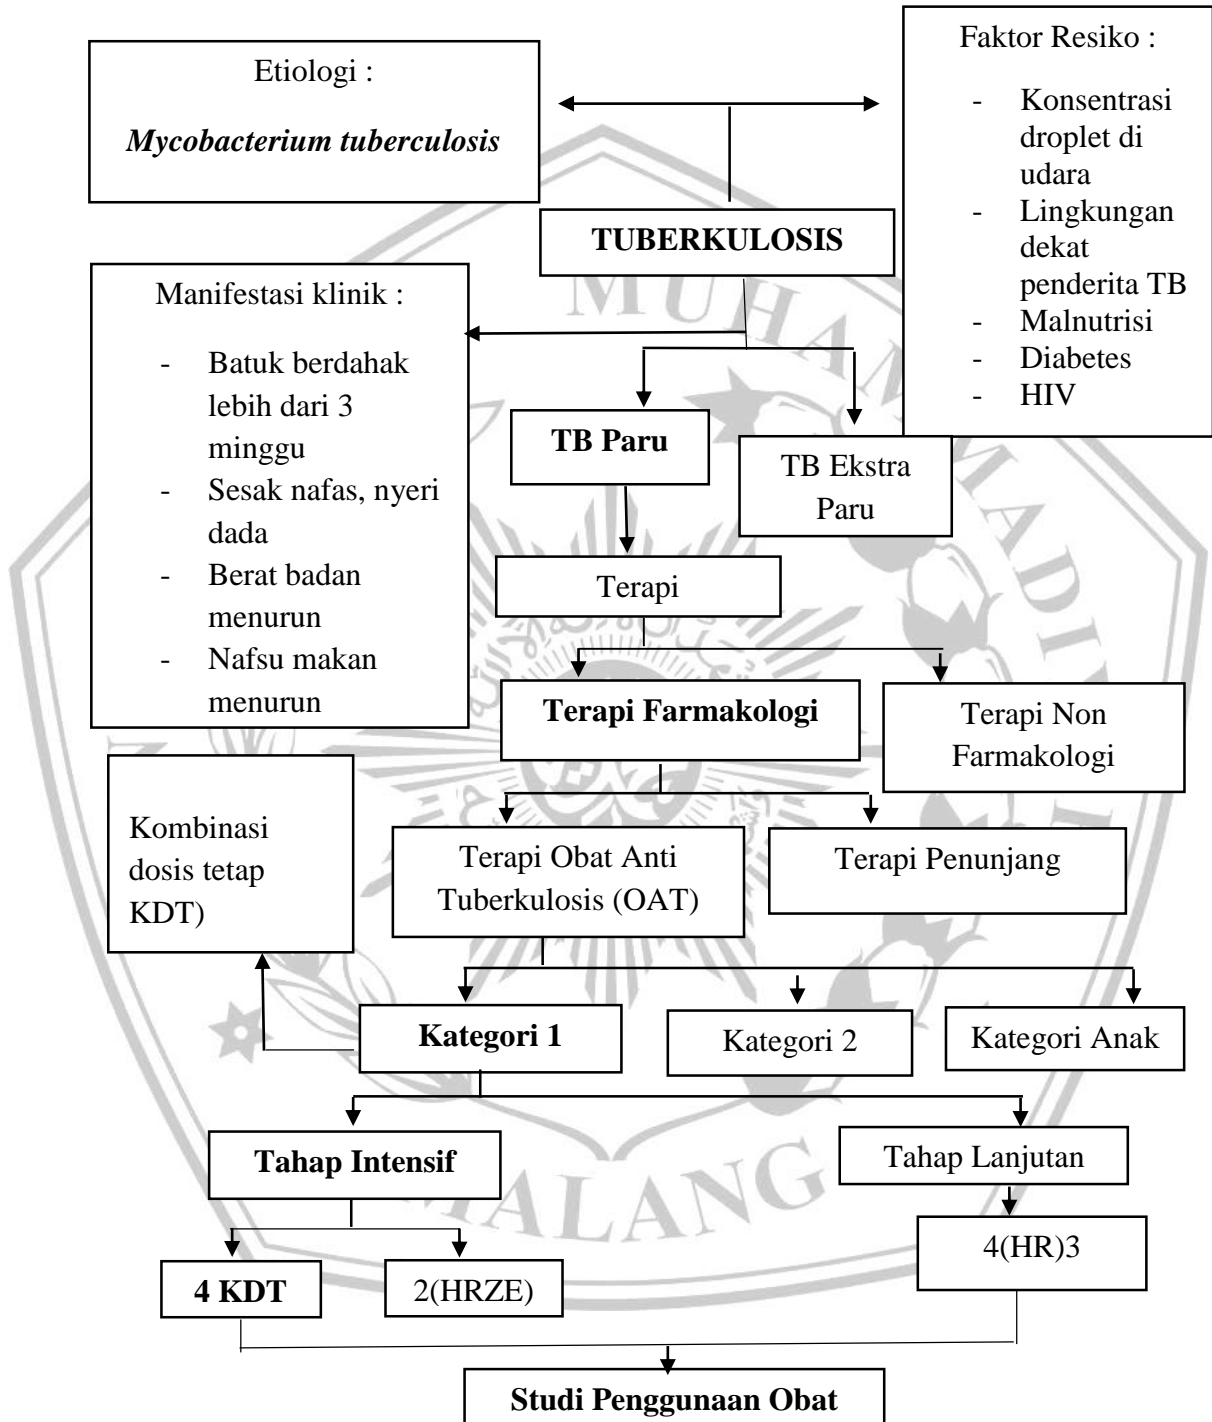 Etiologi :
Mycobacterium tuberculosis
Faktor Resiko :
- Konsentrasi
droplet di
udara
- Lingkungan
dekat
penderita TB
- Malnutrisi
- Diabetes
- HIV
TUBERKULOSIS
Manifestasi klinik :
- Batuk berdahak
lebih dari 3
minggu
- Sesak nafas, nyeri
dada
- Berat badan
menurun
- Nafsu makan
menurun
TB Paru
TB Ekstra
Paru
Terapi
Terapi Farmakologi
Terapi Non
Farmakologi
Kombinasi
dosis tetap
KDT)
Terapi Obat Anti
Tuberkulosis (OAT)
Terapi Penunjang
Kategori 1
Kategori 2
Kategori Anak
Tahap Intensif
Tahap Lanjutan
4 KDT
2(HRZE)
4(HR)3
Studi Penggunaan Obat
MALANG